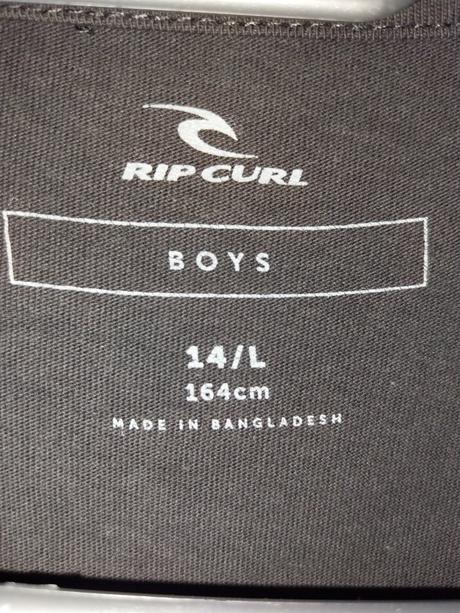 RIP CURL
BOYS
14/L
164cm
MADE IN BANGLADESH